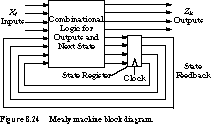 Xi
Inputs
Combinational
Logic for
Outputs and
Next State
Zk
Outputs
State Register
Clock
State
Feedback
Figure 8.24 Mealy machine block diagram.